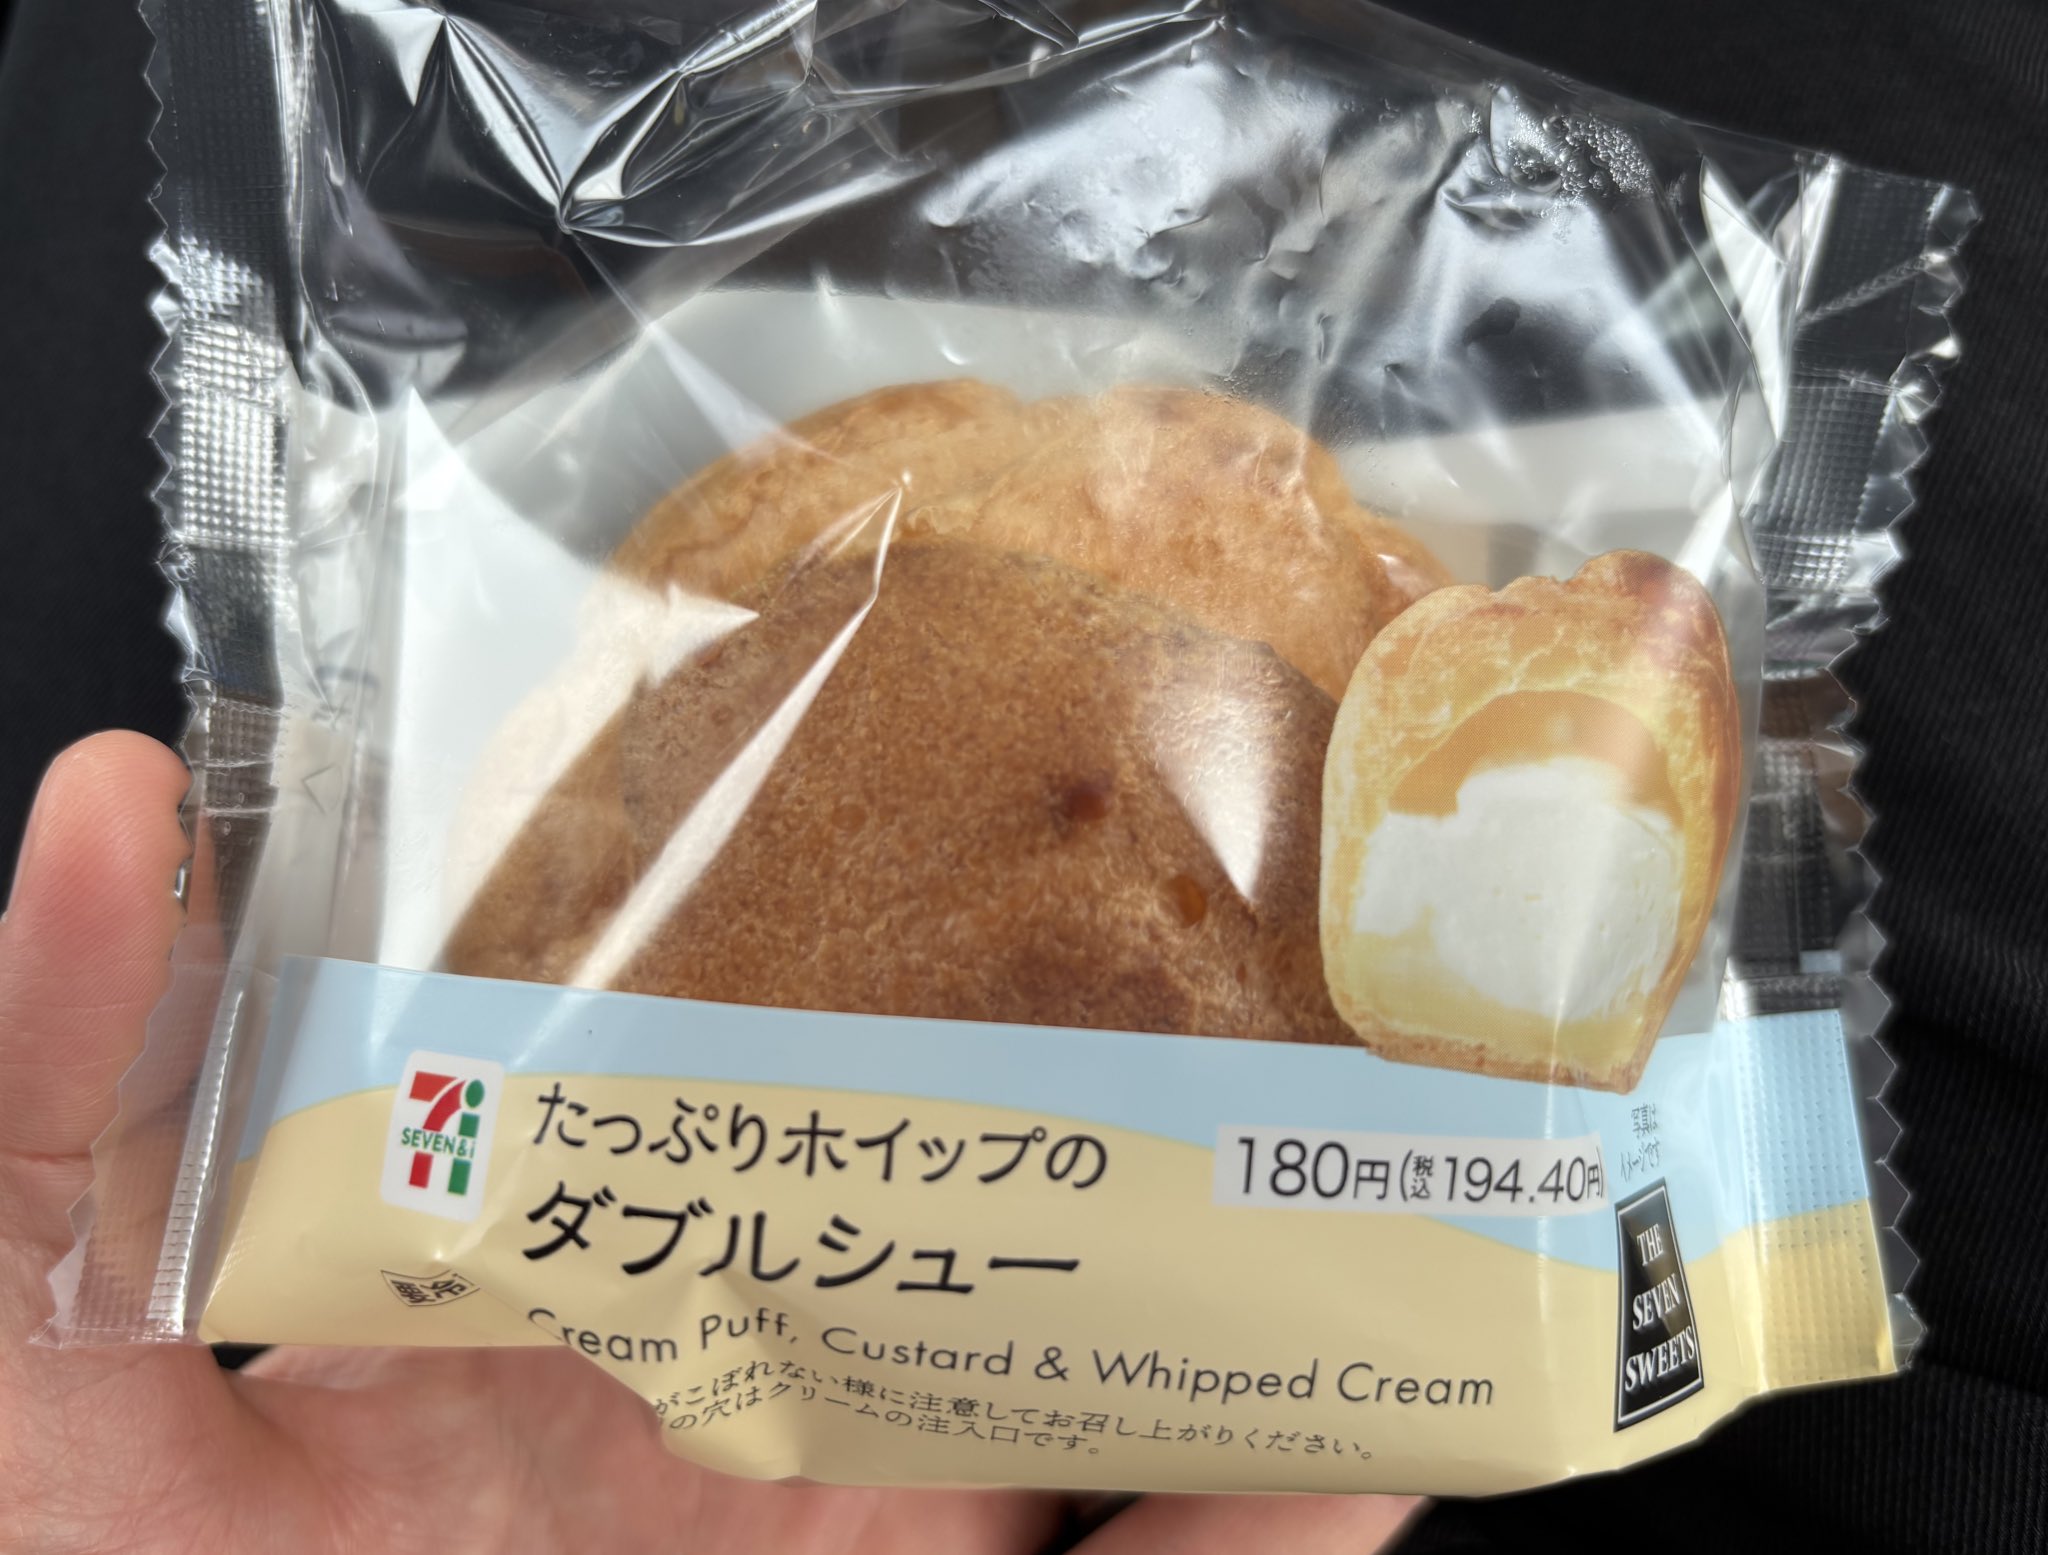 SEVEN&i
たっぷりホイップの
ダブルシュー
180円(税込194.40円)
写真は
イメージです
THE
SEVEN
SWEETS
Cream Puff, Custard & Whipped Cream
がこぼれない様に注意してお召し上がりください。
の穴はクリームの注入口です。